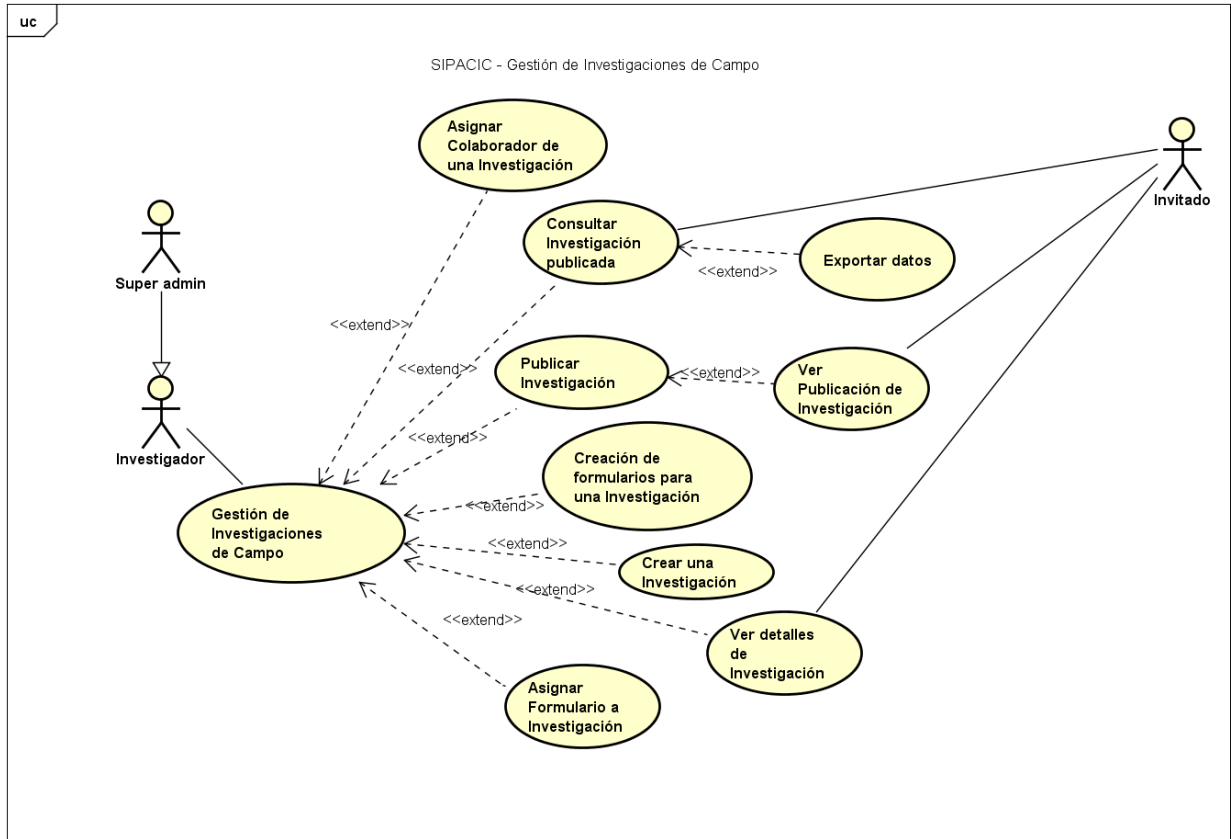 uc
SIPACIC - Gestión de Investigaciones de Campo
Asignar
Colaborador de
una Investigación
Invitado
Consultar
Investigación
publicada
Exportar datos
<<extend>>
Super admin
<<extend>>
Publicar
Investigación
<<extend>>
<<extend>>
Ver
Publicación de
Investigación
<<extend>>
Investigador
Creación de
formularios para
una Investigación
<<extend>>
Gestión de
Investigaciones
de Campo
<<extend>>
Crear una
Investigación
<<extend>>
<<extend>>
Ver detalles
de
Investigación
Asignar
Formulario a
Investigación